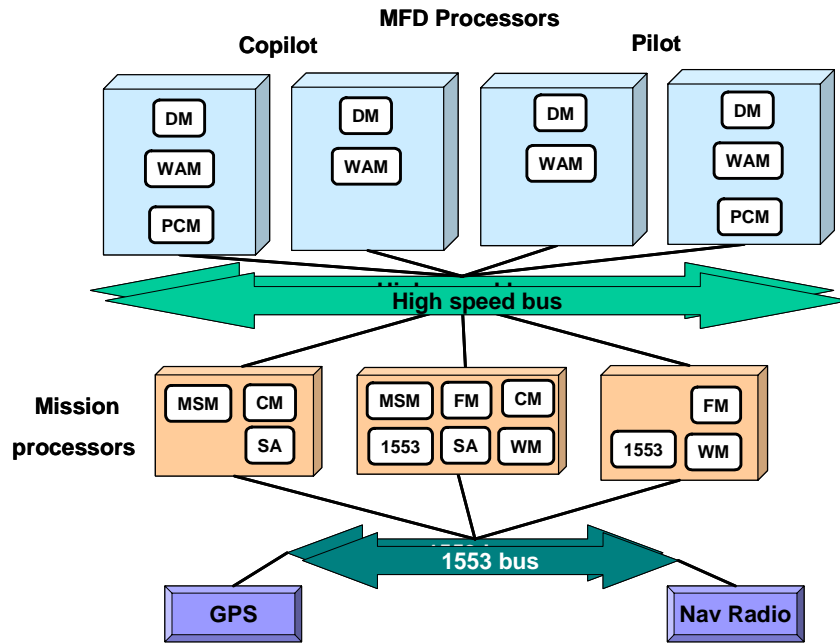 MFD Processors
Copilot
Pilot
DM
WAM
PCM
DM
WAM
DM
WAM
DM
WAM
PCM
High speed bus
Mission
processors
MSM
CM
SA
MSM
FM
CM
1553
SA
WM
FM
1553
WM
1553 bus
GPS
Nav Radio